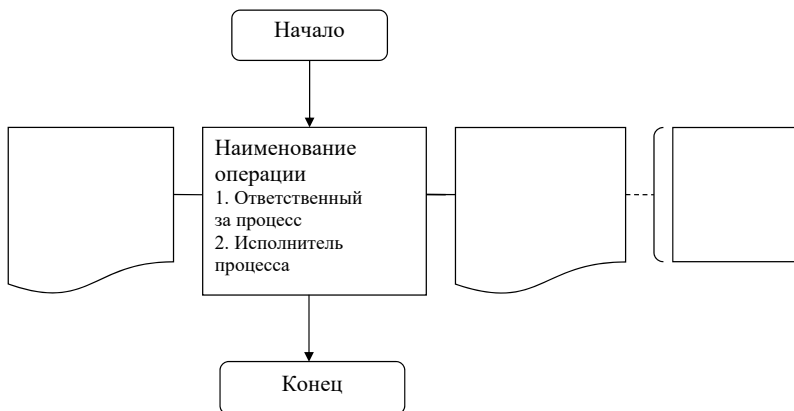 Начало
Наименование
операции
1. Ответственный
за процесс
2. Исполнитель
процесса
Конец